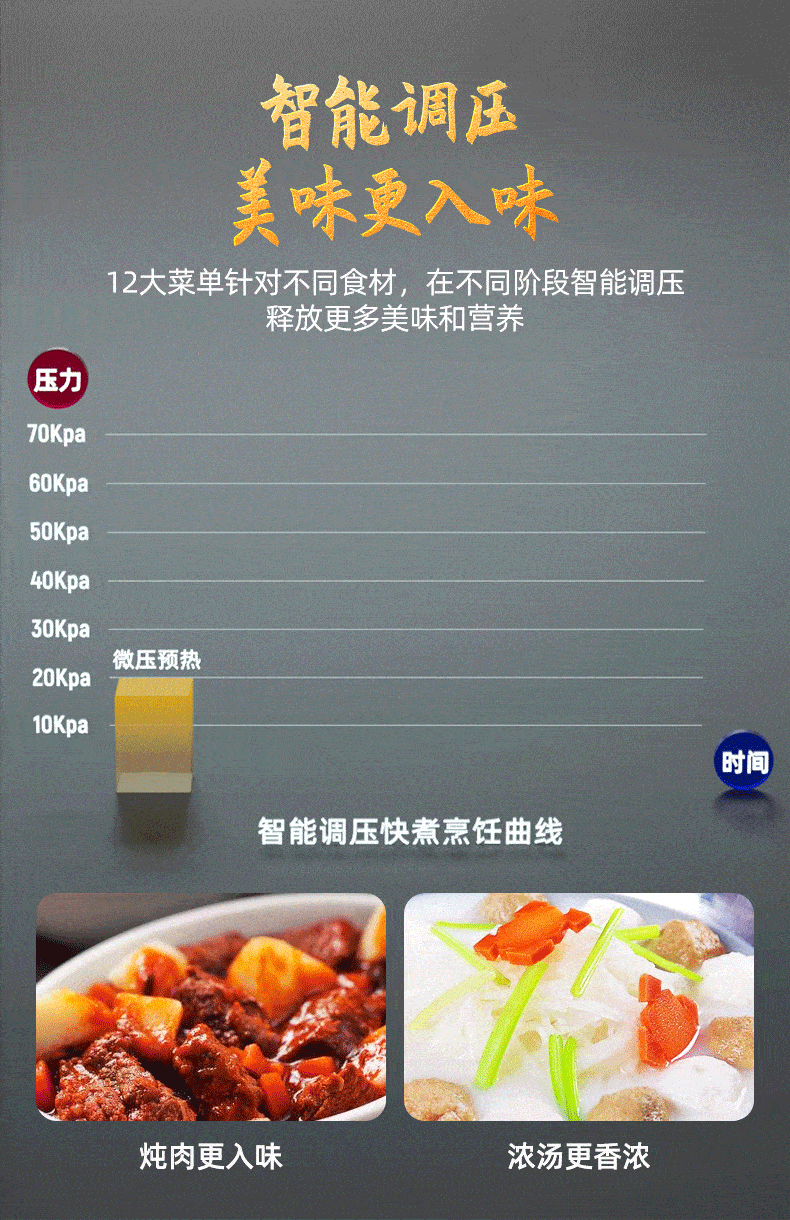 智能调压
美味更入味
12大菜单针对不同食材，在不同阶段智能调压
释放更多美味和营养
压力
70Kpa
60Kpa
50Kpa
40Kpa
30Kpa
微压预热
20Kpa
10Kpa
时间
智能调压快煮烹饪曲线
炖肉更入味
浓汤更香浓